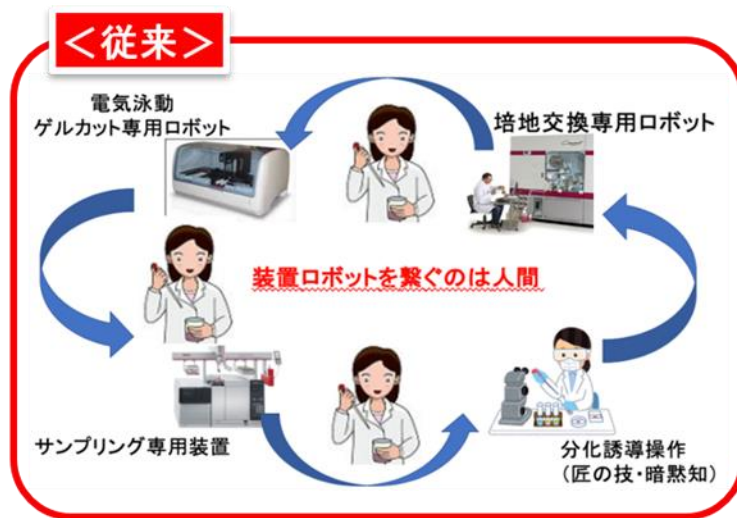 ＜従来＞
電気泳動
ゲルカット専用ロボット
培地交換専用ロボット
装置ロボットを繋ぐのは人間
サンプリング専用装置
分化誘導操作
(匠の技・暗黙知)